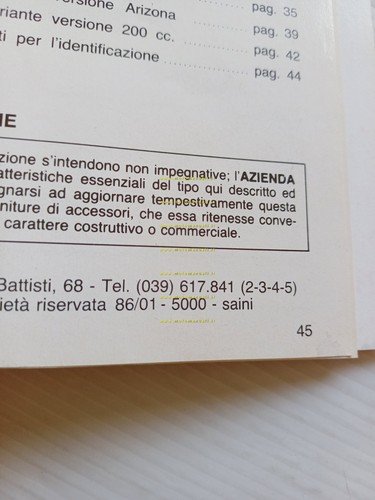 versione Arizona pag. 35
riante versione 200 cc. pag. 39
ti per l'identificazione pag. 42
pag. 44
NE
zione s'intendono non impegnative; l'AZIENDA
ratteristiche essenziali del tipo qui descritto ed
gnarsi ad aggiornare tempestivamente questa
niture di accessori, che essa ritenesse conve-
carattere costruttivo o commerciale.
Battisti, 68 - Tel. (039) 617.841 (2-3-4-5)
ietà riservata 86/01 - 5000 - saini
45